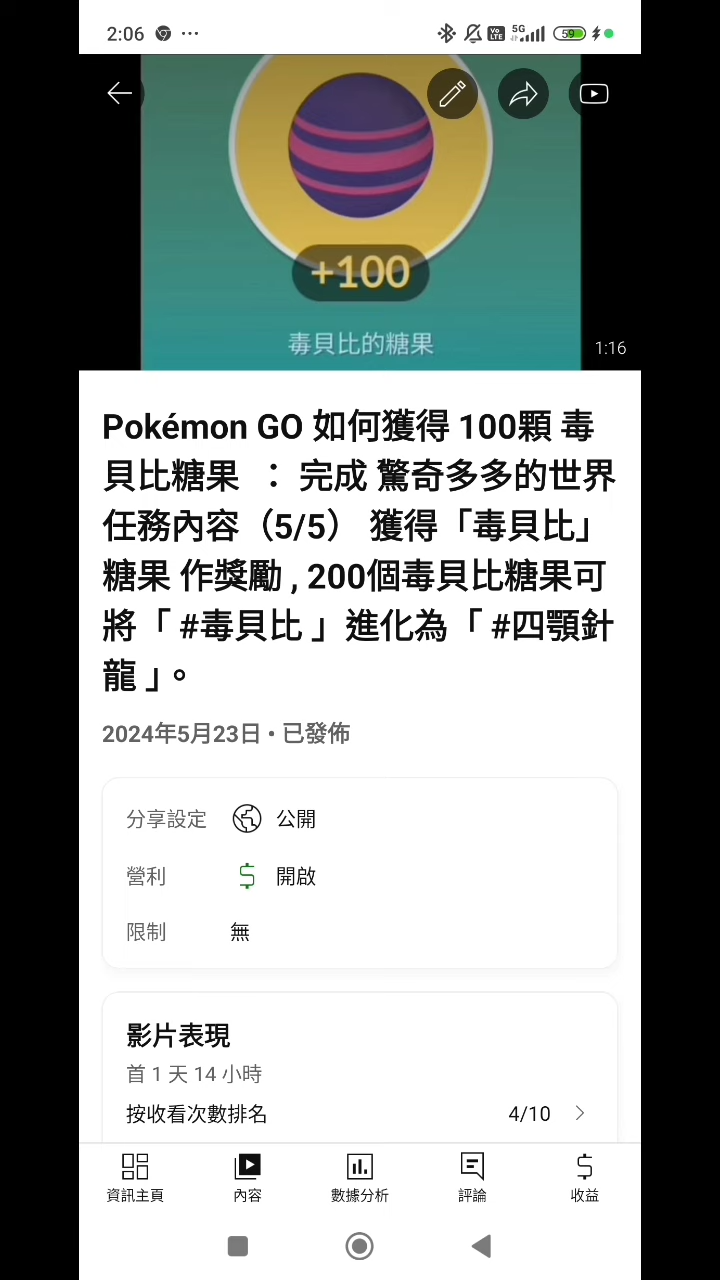 2:06 ...
5G
Vo LTE
59
+100
毒貝比的糖果
1:16
Pokémon GO 如何獲得 100顆 毒
貝比糖果 ： 完成 驚奇多多的世界
任務內容（5/5） 獲得「毒貝比」
糖果 作獎勵 , 200個毒貝比糖果可
將「 #毒貝比 」進化為「 #四顎針
龍 」。
2024年5月23日 • 已發佈
分享設定 公開
營利 開啟
限制 無
影片表現
首 1 天 14 小時
按收看次數排名 4/10
資訊主頁 內容 數據分析 評論 收益